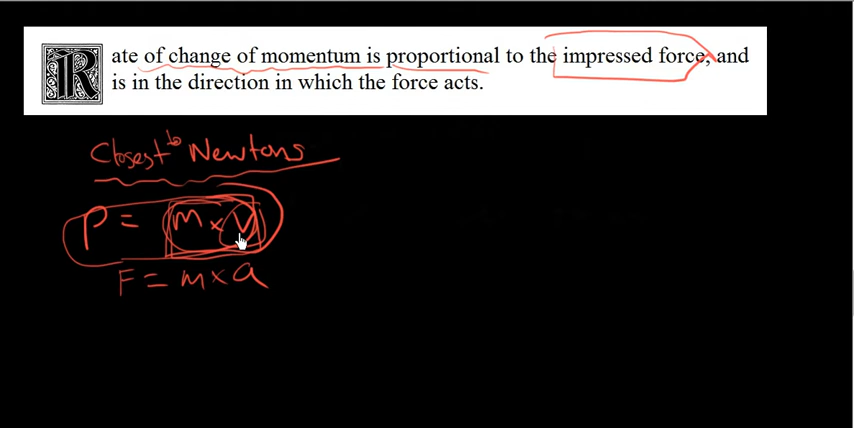 Rate of change of momentum is proportional to the impressed force, and
is in the direction in which the force acts.
Closest to Newtons
P = m x v
F = m x a